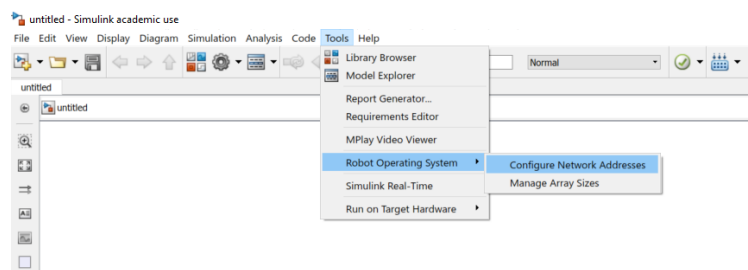 untitled - Simulink academic use
File Edit View Display Diagram Simulation Analysis Code Tools Help
Normal
untitled
untitled
Library Browser
Model Explorer
Report Generator...
Requirements Editor
MPlay Video Viewer
Robot Operating System
Configure Network Addresses
Simulink Real-Time
Manage Array Sizes
Run on Target Hardware